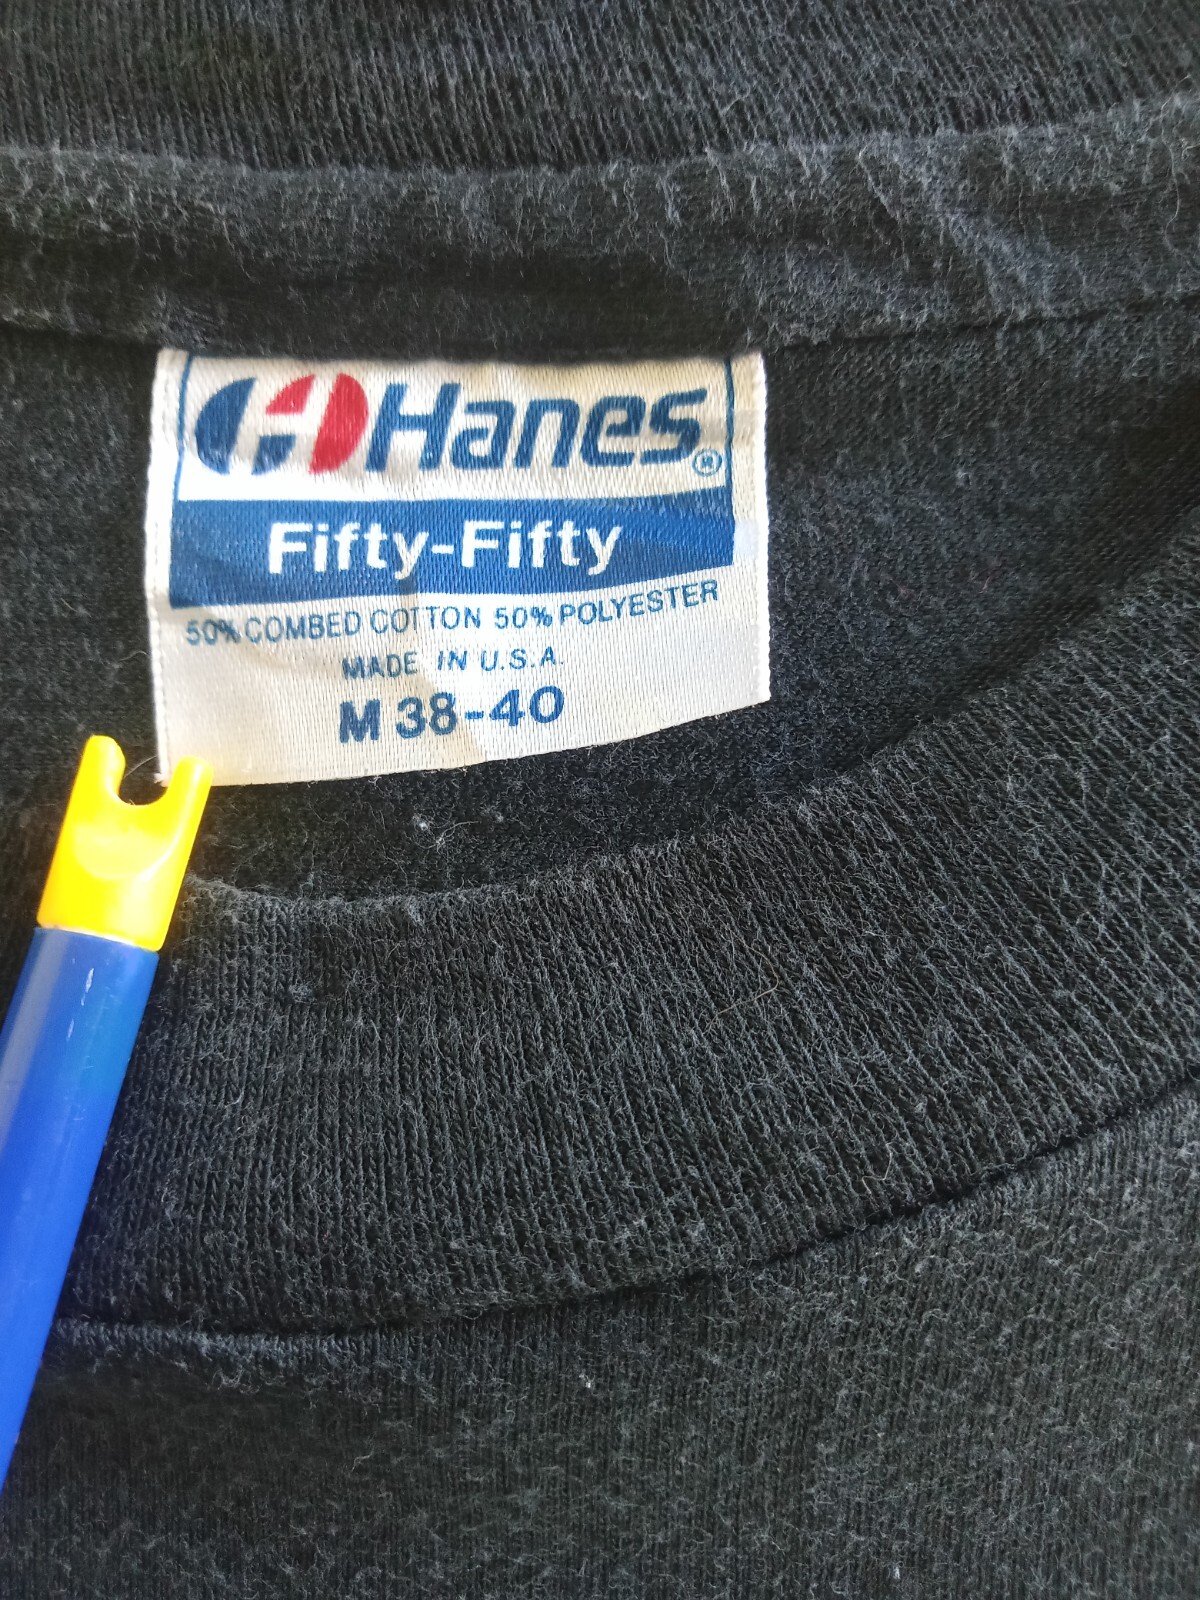 Hanes®
Fifty-Fifty
50% COMBED COTTON 50% POLYESTER
MADE IN U.S.A.
M 38-40